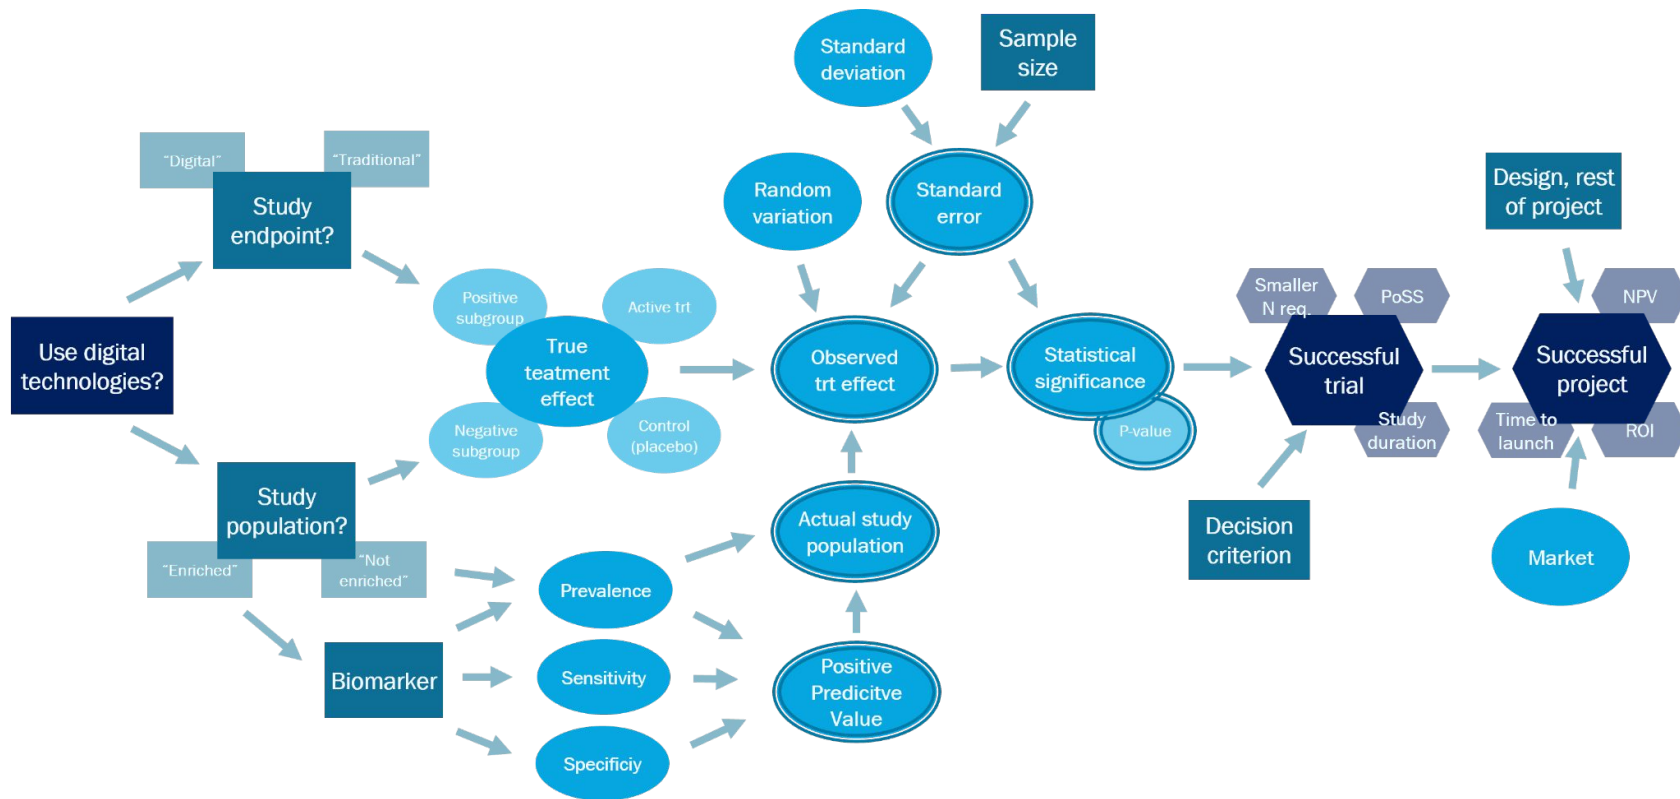 Standard
deviation
Sample
size
"Digital"
"Traditional"
Study
endpoint?
Random
variation
Standard
error
Design, rest
of project
Positive
subgroup
Active trt
Smaller
N req.
PoSS
NPV
Use digital
technologies?
True
teatment
effect
Observed
trt effect
Statistical
significance
Successful
trial
Successful
project
Negative
subgroup
Control
(placebo)
P-value
Study
duration
Time to
launch
ROI
Study
population?
Actual study
population
Decision
criterion
Market
"Enriched"
"Not
enriched"
Prevalence
Biomarker
Sensitivity
Positive
Predicitve
Value
Specificiy